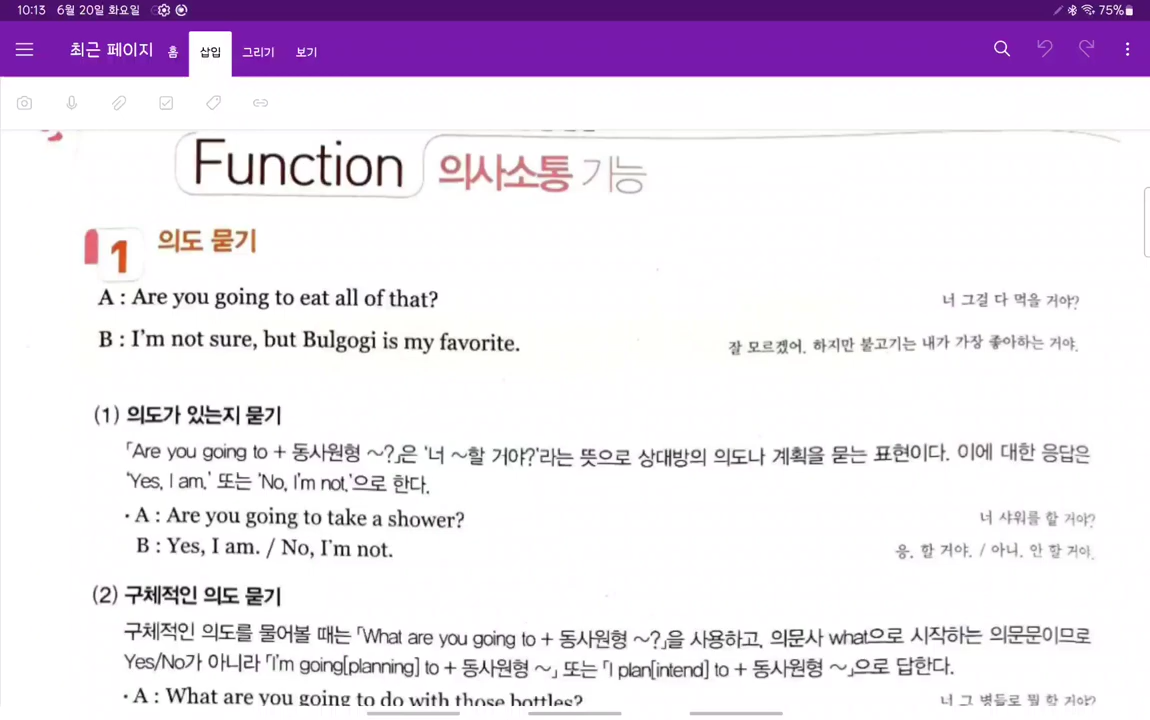 10:13 6월 20일 화요일 75%
최근 페이지 홈 삽입 그리기 보기
Function 의사소통 기능
1 의도 묻기
A : Are you going to eat all of that? 너 그걸 다 먹을 거야?
B : I'm not sure, but Bulgogi is my favorite. 잘 모르겠어. 하지만 불고기는 내가 가장 좋아하는 거야.
(1) 의도가 있는지 묻기
「Are you going to + 동사원형 ~?」은 '너 ~할 거야?'라는 뜻으로 상대방의 의도나 계획을 묻는 표현이다. 이에 대한 응답은
'Yes, I am.' 또는 'No, I'm not.'으로 한다.
· A : Are you going to take a shower? 너 샤워를 할 거야?
B : Yes, I am. / No, I'm not. 응. 할 거야. / 아니. 안 할 거야.
(2) 구체적인 의도 묻기
구체적인 의도를 물어볼 때는 「What are you going to + 동사원형 ~?」을 사용하고, 의문사 what으로 시작하는 의문문이므로
Yes/No가 아니라 「I'm going[planning] to + 동사원형 ~」 또는 「I plan[intend] to + 동사원형 ~」으로 답한다.
· A : What are you going to do with those bottles? 너 그 병들로 뭘 할 거야?